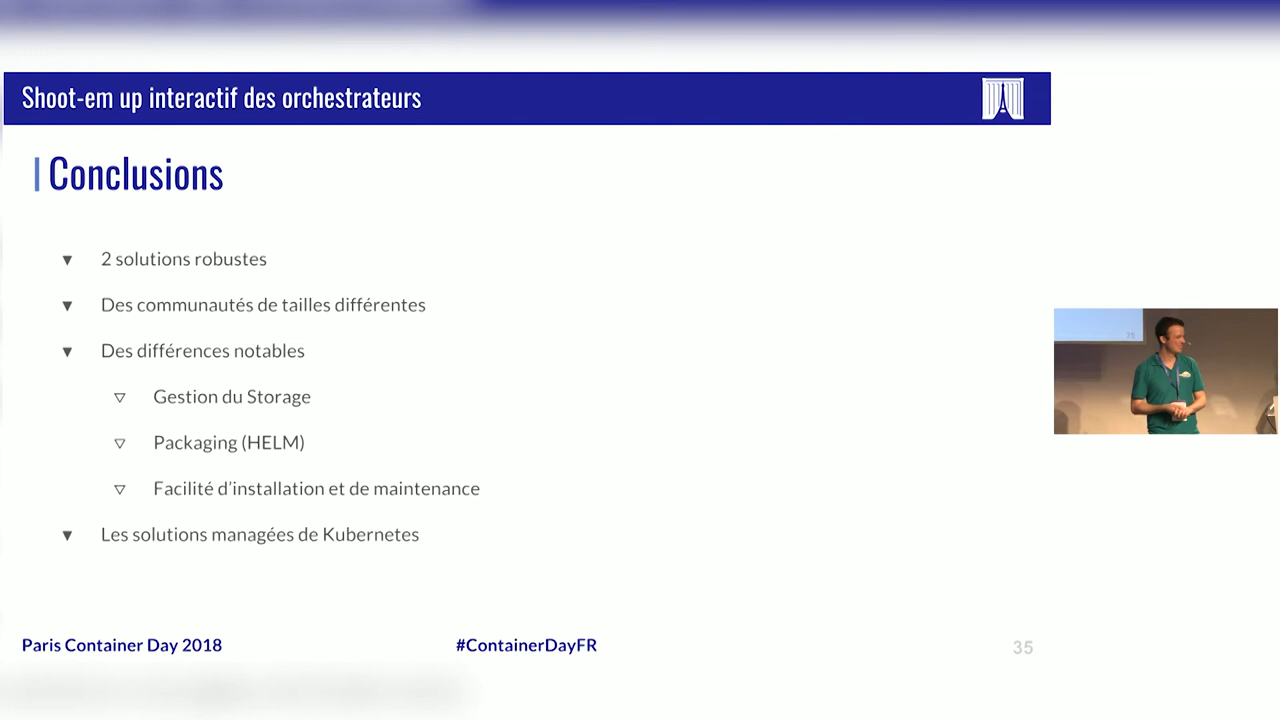 Shoot-em up interactif des orchestrateurs
Conclusions
2 solutions robustes
Des communautés de tailles différentes
Des différences notables
Gestion du Storage
Packaging (HELM)
Facilité d'installation et de maintenance
Les solutions managées de Kubernetes
Paris Container Day 2018
#ContainerDayFR
35